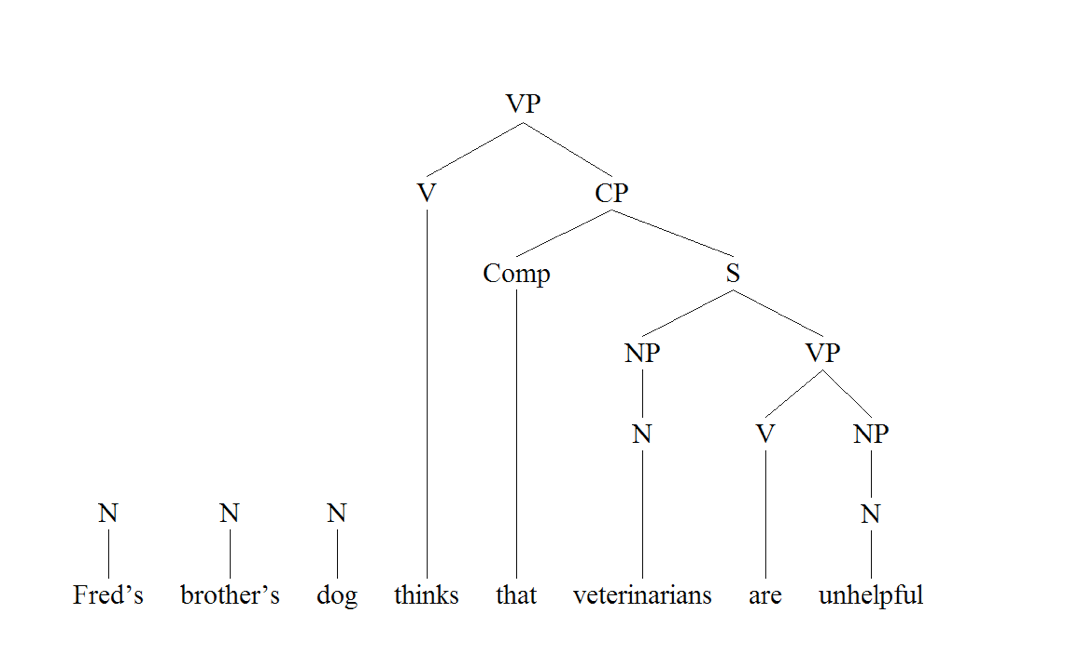 VP
V CP
Comp S
NP VP
N V NP
N N N N
Fred’s brother’s dog thinks that veterinarians are unhelpful